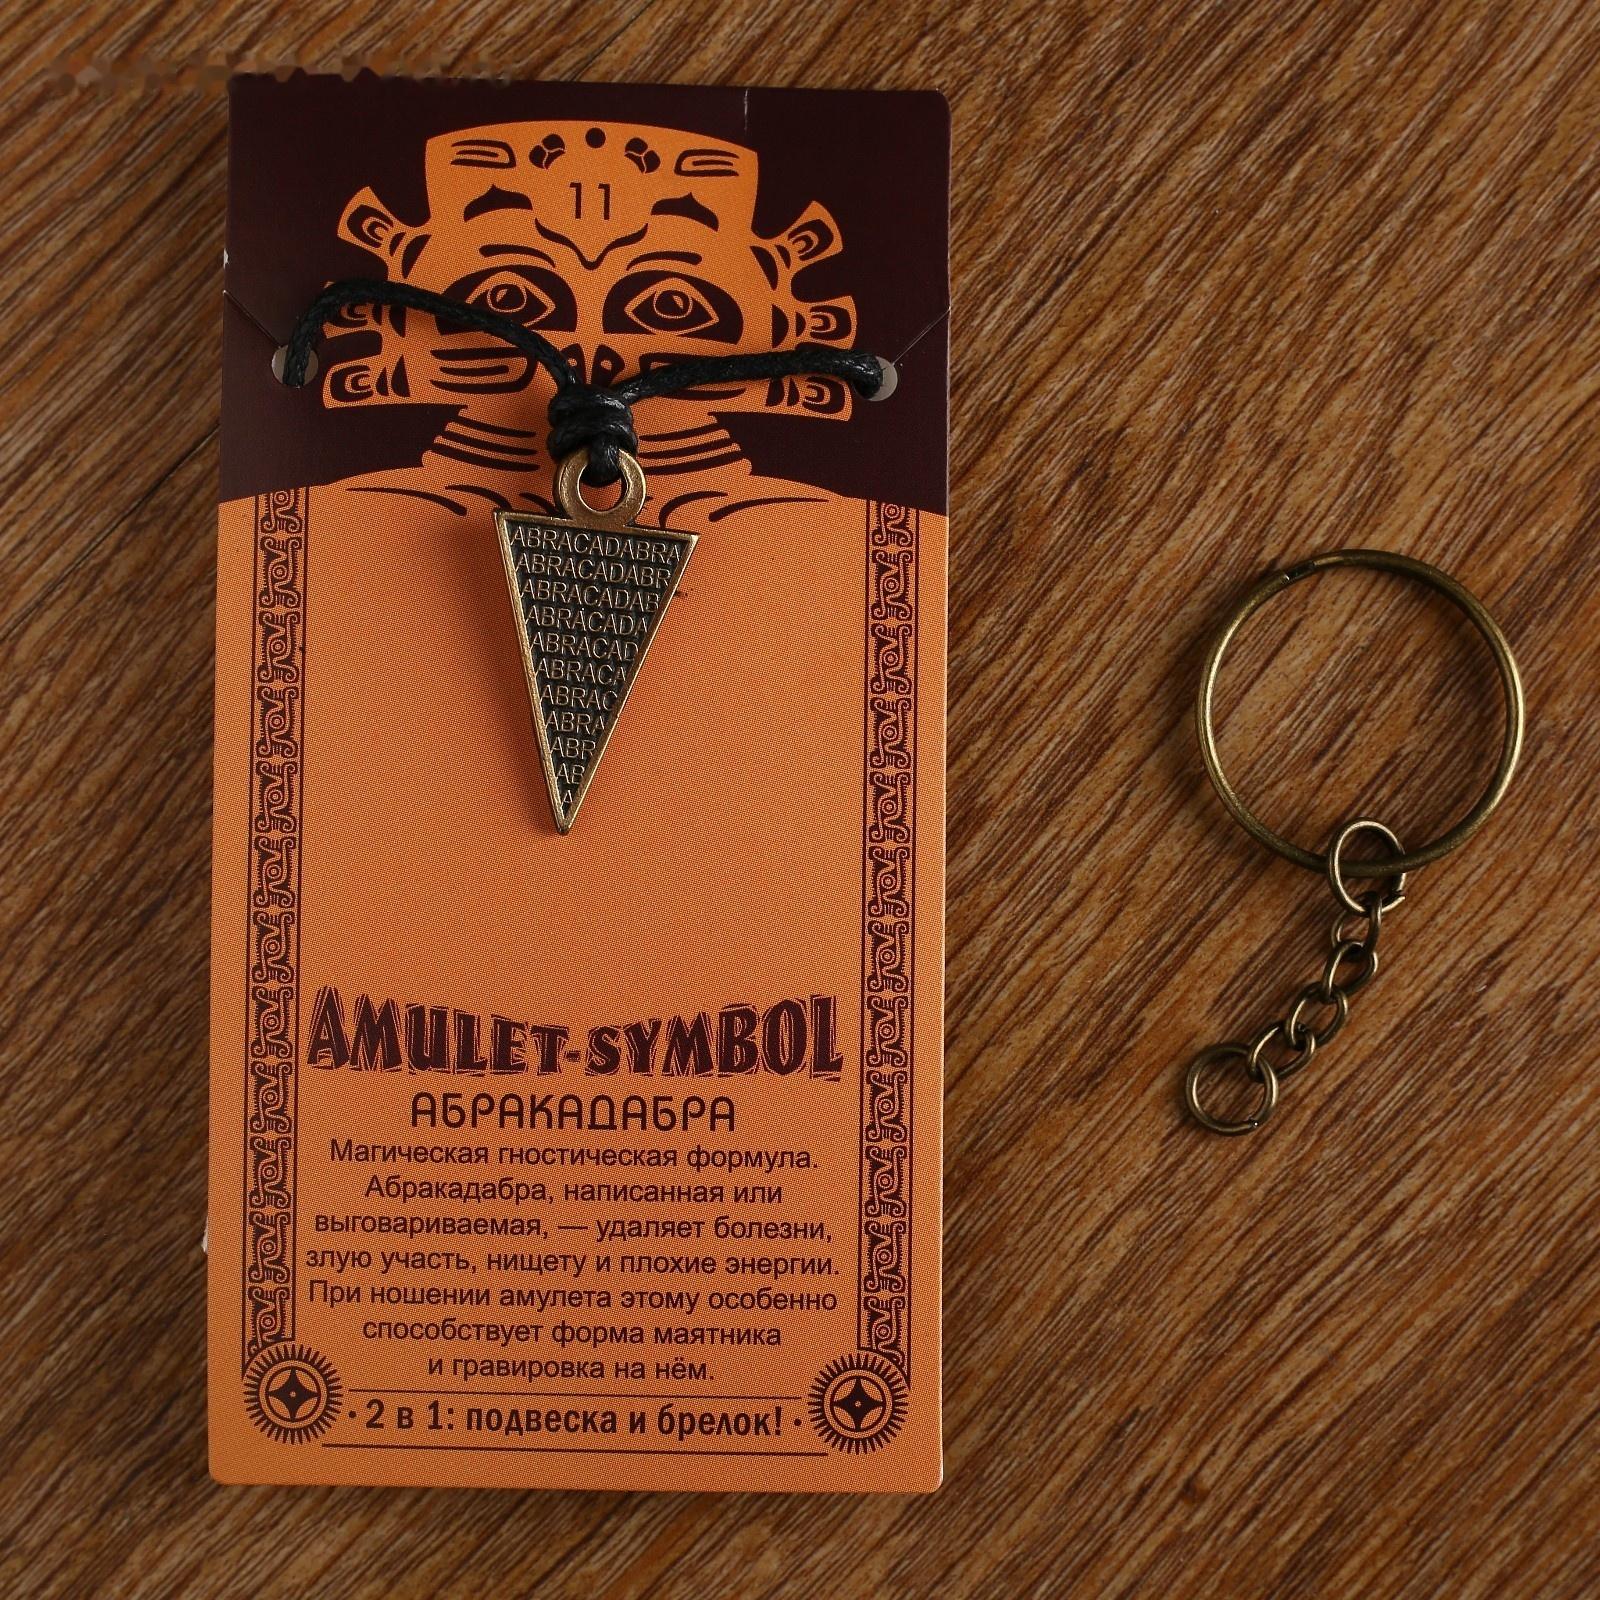 11
ABRACADABRA
ABRACADABR
ABRACADAB
ABRACADA
ABRACAD
ABRACA
ABRAC
ABRA
ABR
AB
A
AMULET-SYMBOL
АБРАКАДАБРА
Магическая гностическая формула.
Абракадабра, написанная или
выговариваемая, — удаляет болезни,
злую участь, нищету и плохие энергии.
При ношении амулета этому особенно
способствует форма маятника
и гравировка на нём.
· 2 в 1: подвеска и брелок! ·